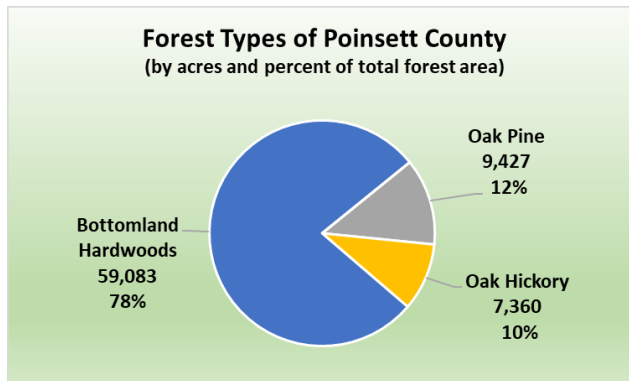 Forest Types of Poinsett County
(by acres and percent of total forest area)
Oak Pine
9,427
12%
Bottomland
Hardwoods
59,083
78%
Oak Hickory
7,360
10%